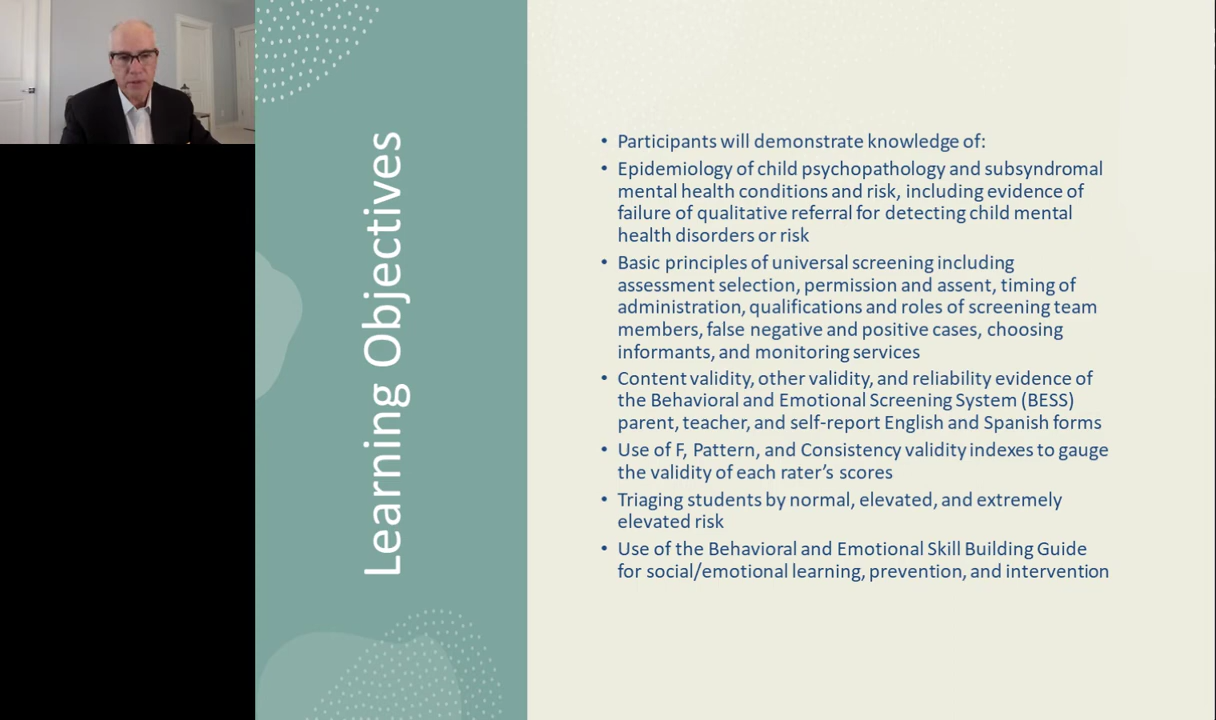 Learning Objectives
• Participants will demonstrate knowledge of:
• Epidemiology of child psychopathology and subsyndromal
mental health conditions and risk, including evidence of
failure of qualitative referral for detecting child mental
health disorders or risk
• Basic principles of universal screening including
assessment selection, permission and assent, timing of
administration, qualifications and roles of screening team
members, false negative and positive cases, choosing
informants, and monitoring services
• Content validity, other validity, and reliability evidence of
the Behavioral and Emotional Screening System (BESS)
parent, teacher, and self-report English and Spanish forms
• Use of F, Pattern, and Consistency validity indexes to gauge
the validity of each rater’s scores
• Triaging students by normal, elevated, and extremely
elevated risk
• Use of the Behavioral and Emotional Skill Building Guide
for social/emotional learning, prevention, and intervention